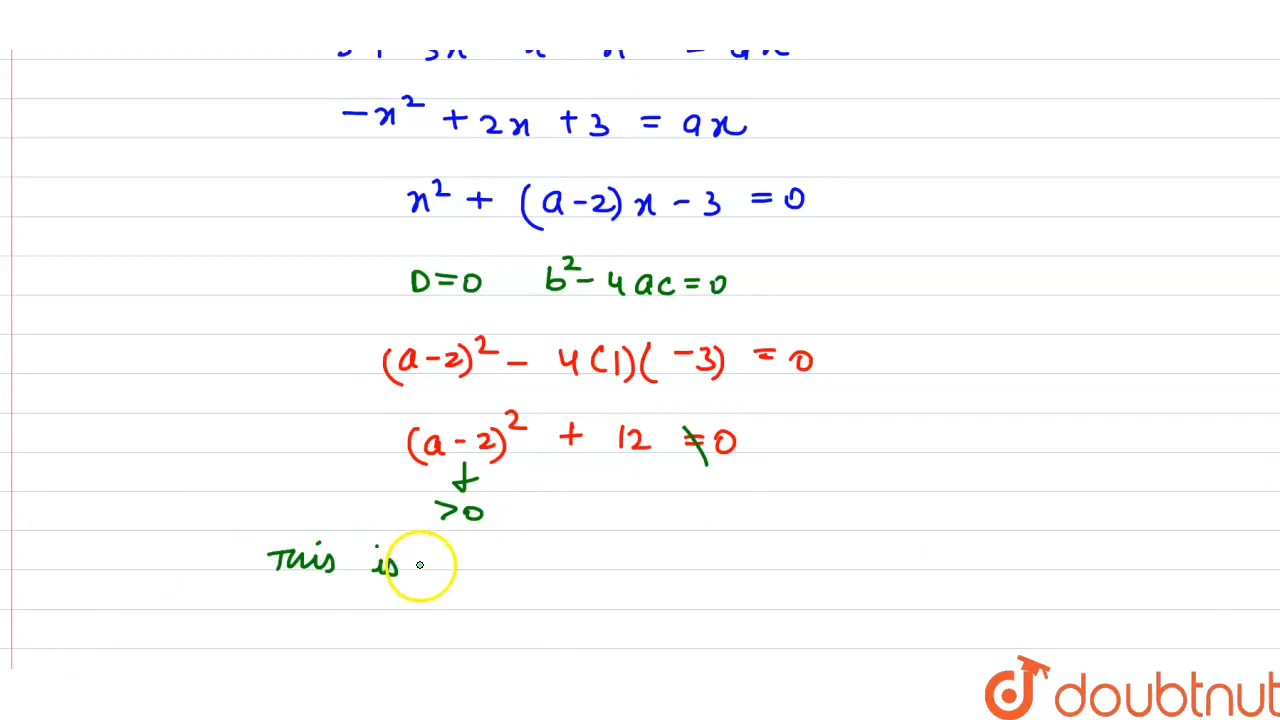 -x² + 2x + 3 = ax
x² + (a-2)x - 3 = 0
D=0 b²-4ac=0
(a-2)² - 4(1)(-3) = 0
(a-2)² + 12 = 0
>0
This is
doubtnut